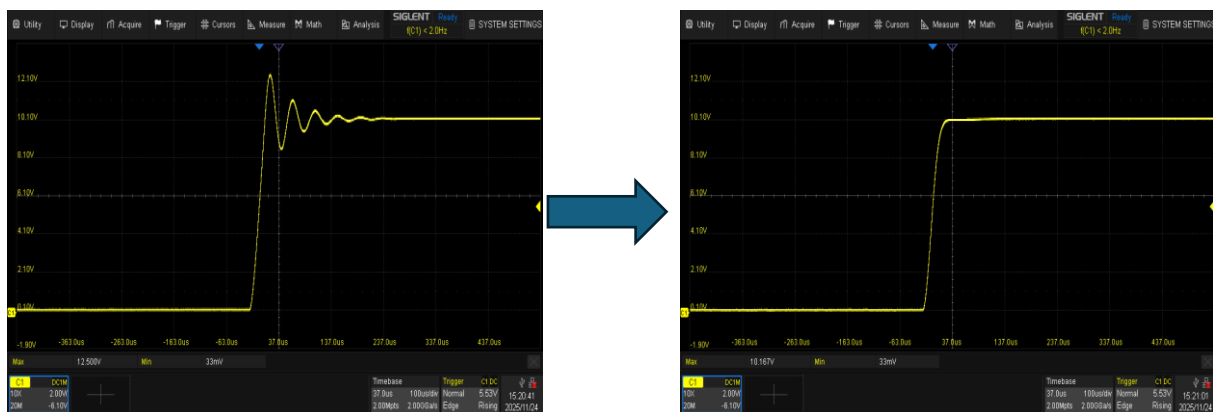 Utility Display Acquire Trigger Cursors Measure Math Analysis SIGLENT Ready SYSTEM SETTINGS
f(C1) < 2.0Hz
12.10V
10.10V
8.10V
6.10V
4.10V
2.10V
0.10V
C1
-1.90V -363.0us -263.0us -163.0us -63.0us 37.0us 137.0us 237.0us 337.0us 437.0us
Max 12.500V Min 33mV
C1 DC1M Timebase Trigger C1 DC
10X 2.00V/ 37.0us 100us/div Normal 5.53V 15:20:41
20M -6.10V 2.00Mpts 2.00GSa/s Edge Rising 2025/11/24
Utility Display Acquire Trigger Cursors Measure Math Analysis SIGLENT Ready SYSTEM SETTING
f(C1) < 2.0Hz
12.10V
10.10V
8.10V
6.10V
4.10V
2.10V
0.10V
C1
-1.90V -363.0us -263.0us -163.0us -63.0us 37.0us 137.0us 237.0us 337.0us 437.0us
Max 10.167V Min 33mV
C1 DC1M Timebase Trigger C1 DC
10X 2.00V/ 37.0us 100us/div Normal 5.53V 15:21:01
20M -6.10V 2.00Mpts 2.00GSa/s Edge Rising 2025/11/24